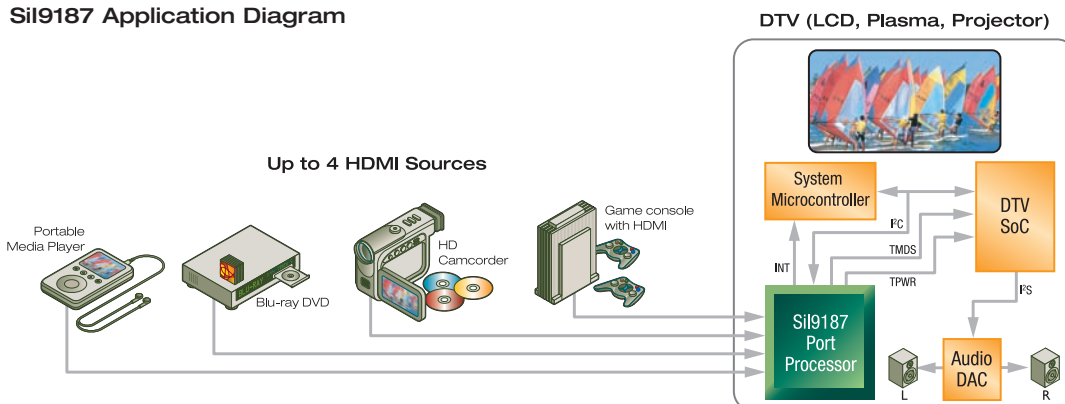 SiI9187 Application Diagram
DTV (LCD, Plasma, Projector)
Up to 4 HDMI Sources
Portable
Media Player
Blu-ray DVD
BLU-RAY
HD
Camcorder
Game console
with HDMI
System
Microcontroller
DTV
SoC
I²C
TMDS
INT
TPWR
I²S
SiI9187
Port
Processor
Audio
DAC
L
R